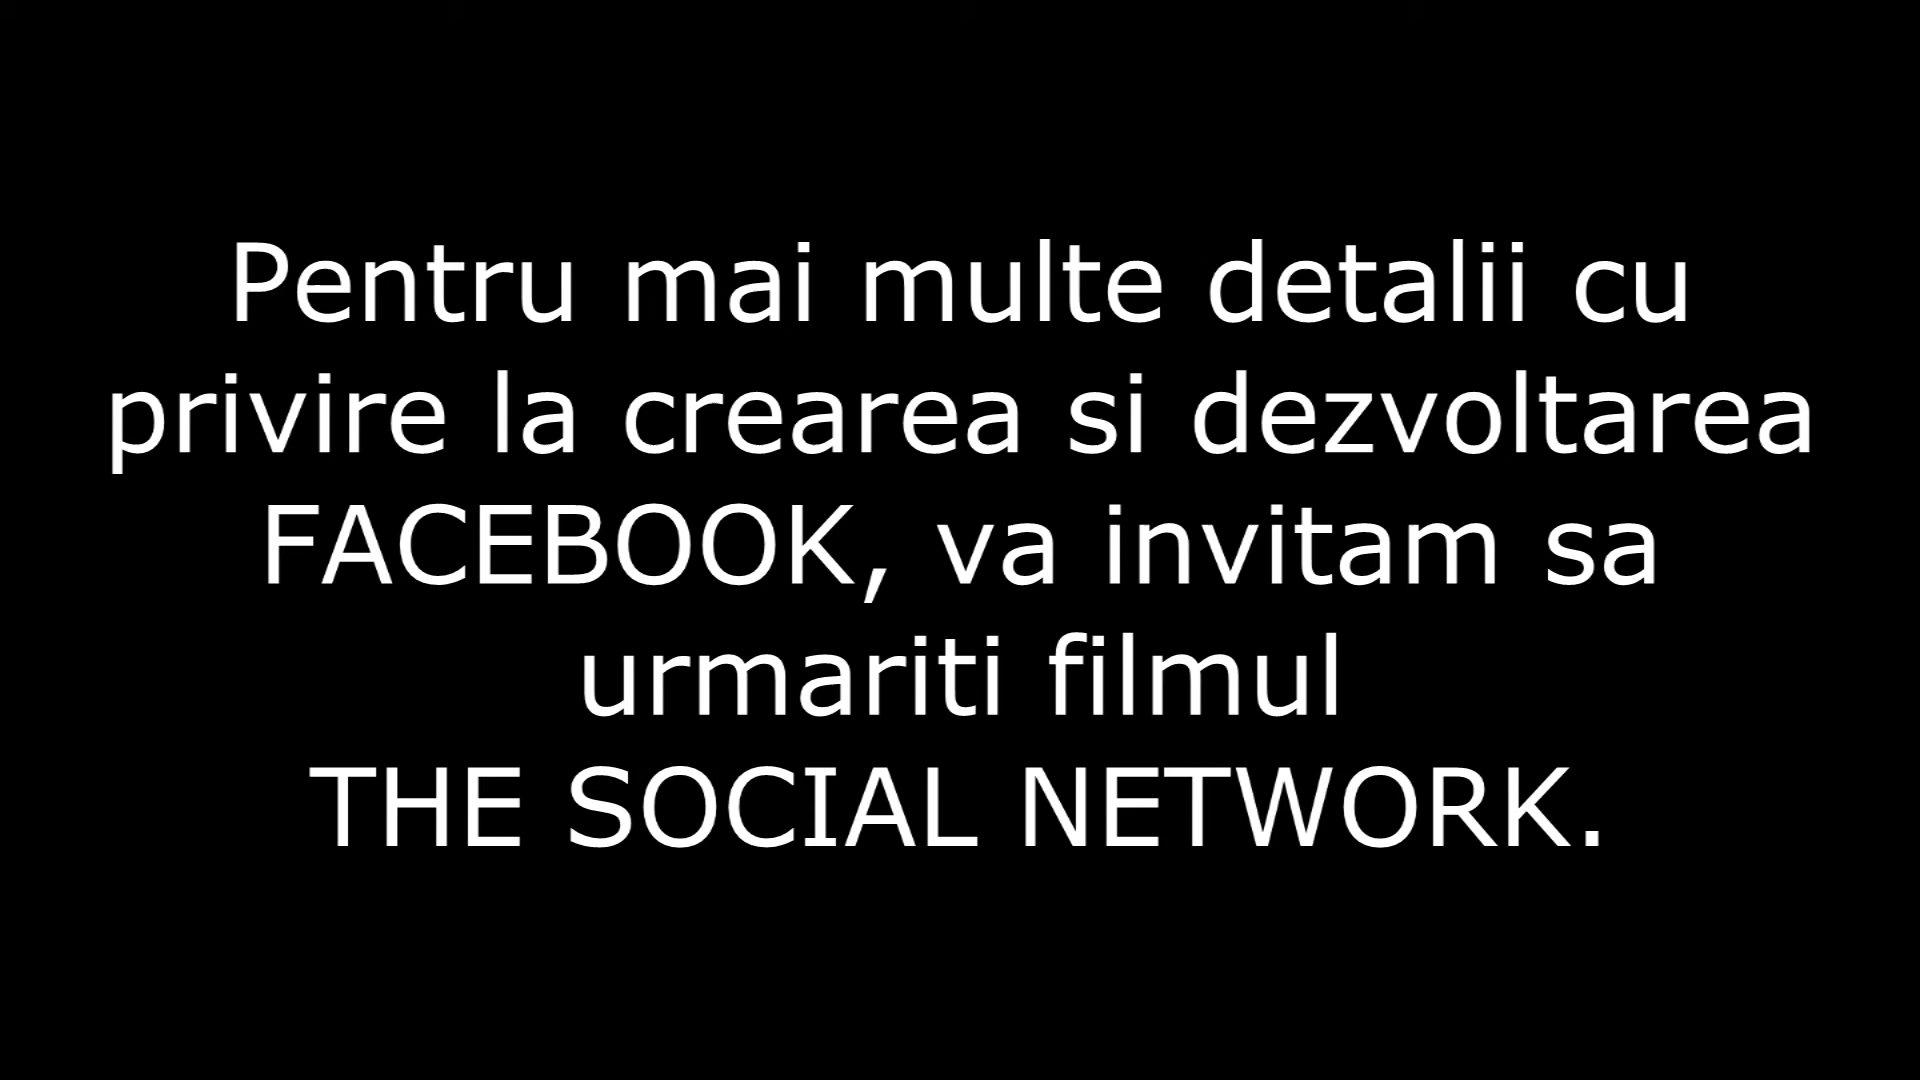 Pentru mai multe detalii cu
privire la crearea si dezvoltarea
FACEBOOK, va invitam sa
urmariti filmul
THE SOCIAL NETWORK.